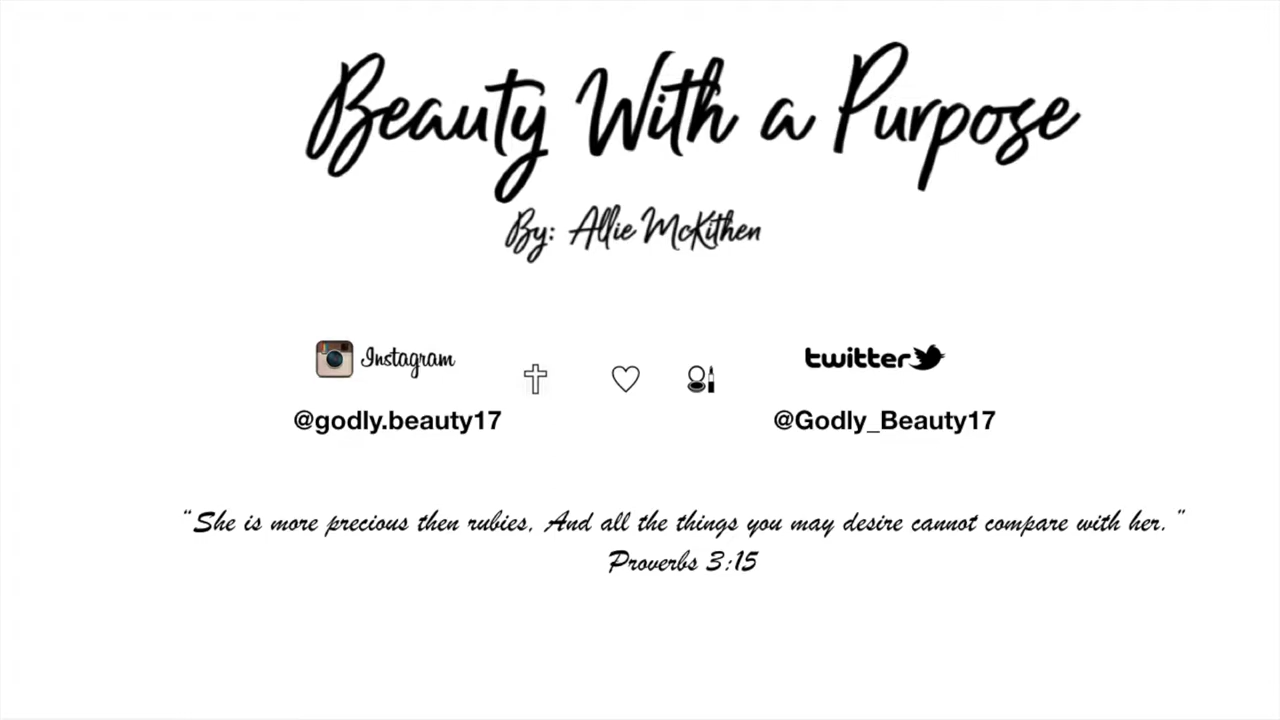 Beauty With a Purpose
By: Allie McKithen
Instagram
twitter
@godly.beauty17
@Godly_Beauty17
"She is more precious then rubies, And all the things you may desire cannot compare with her. "
Proverbs 3:15